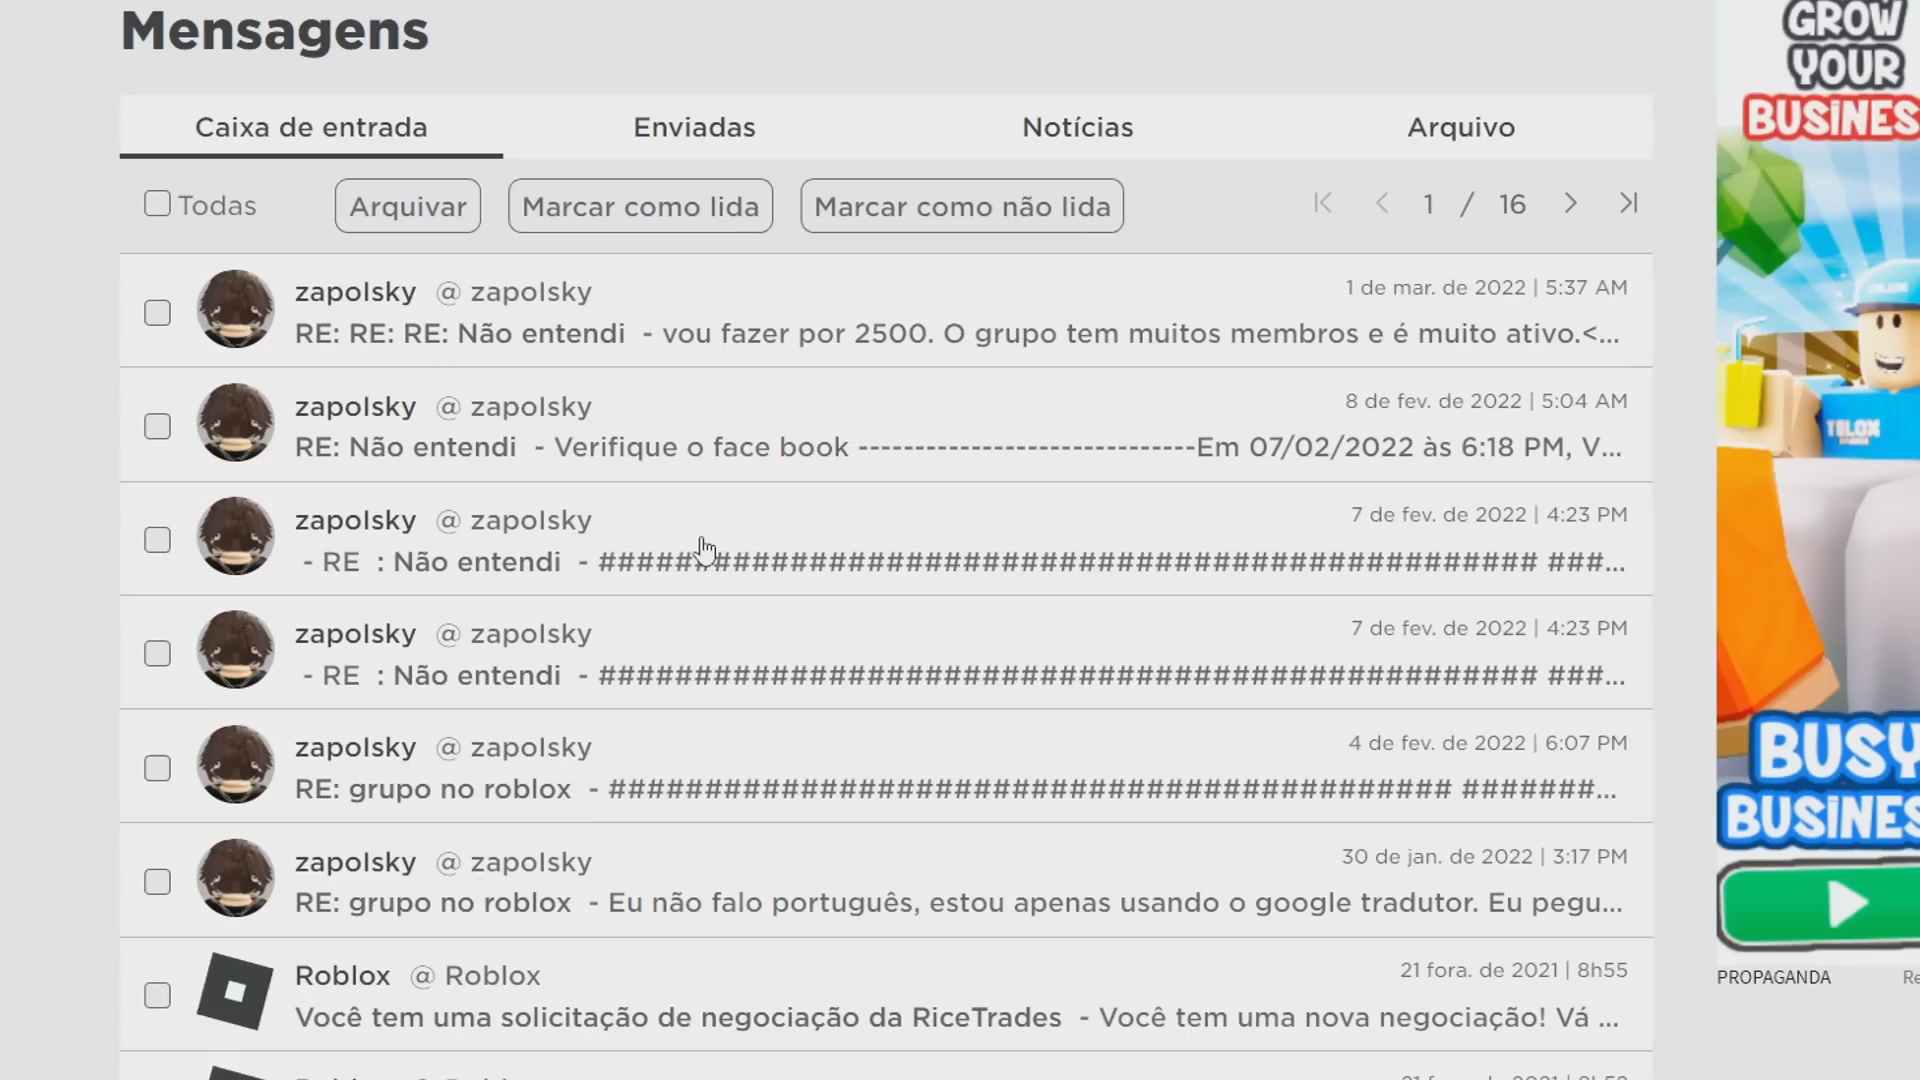 Mensagens
Caixa de entrada
Enviadas
Notícias
Arquivo
Todas
Arquivar
Marcar como lida
Marcar como não lida
1 / 16
zapolsky @ zapolsky
1 de mar. de 2022 | 5:37 AM
RE: RE: RE: Não entendi - vou fazer por 2500. O grupo tem muitos membros e é muito ativo.<...
zapolsky @ zapolsky
8 de fev. de 2022 | 5:04 AM
RE: Não entendi - Verifique o face book ------------------------------Em 07/02/2022 às 6:18 PM, V...
zapolsky @ zapolsky
7 de fev. de 2022 | 4:23 PM
- RE : Não entendi - ################################################# ###...
zapolsky @ zapolsky
7 de fev. de 2022 | 4:23 PM
- RE : Não entendi - ################################################# ###...
zapolsky @ zapolsky
4 de fev. de 2022 | 6:07 PM
RE: grupo no roblox - ############################################ #######...
zapolsky @ zapolsky
30 de jan. de 2022 | 3:17 PM
RE: grupo no roblox - Eu não falo português, estou apenas usando o google tradutor. Eu pegu...
Roblox @ Roblox
21 fora. de 2021 | 8h55
Você tem uma solicitação de negociação da RiceTrades - Você tem uma nova negociação! Vá ...
GROW
YOUR
BUSINES
BUSY
BUSINES
PROPAGANDA
Re